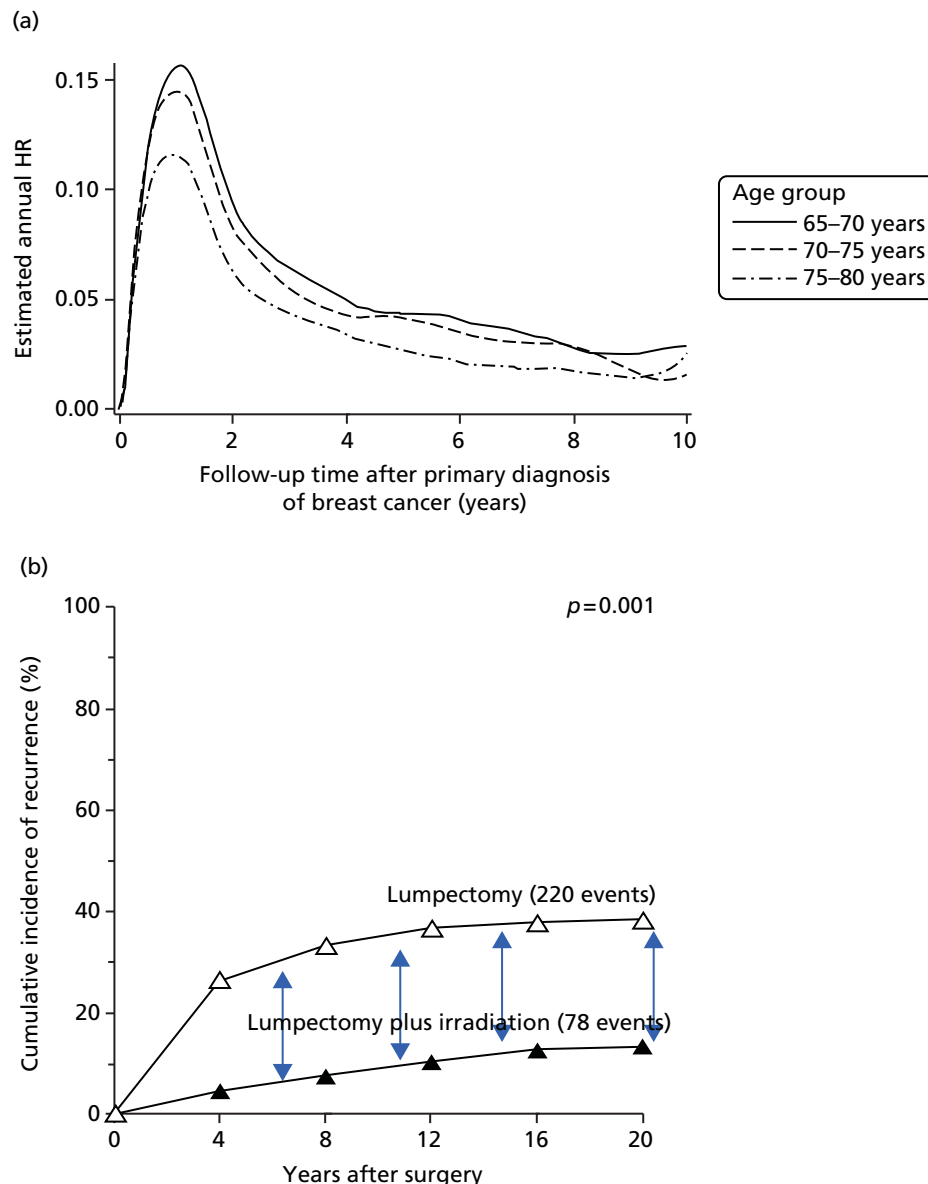 (a)
0.15
0.10
0.05
0.00
Estimated annual HR
0 2 4 6 8 10
Follow-up time after primary diagnosis
of breast cancer (years)
Age group
65–70 years
70–75 years
75–80 years
(b)
100
80
60
40
20
0
Cumulative incidence of recurrence (%)
p=0.001
Lumpectomy (220 events)
Lumpectomy plus irradiation (78 events)
0 4 8 12 16 20
Years after surgery